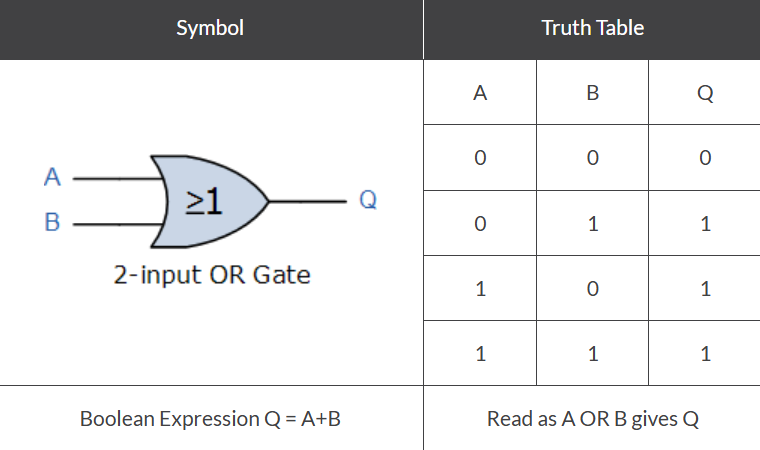 Symbol
Truth Table
A
B
≥1
Q
2-input OR Gate
A B Q
0 0 0
0 1 1
1 0 1
1 1 1
Boolean Expression Q = A+B
Read as A OR B gives Q